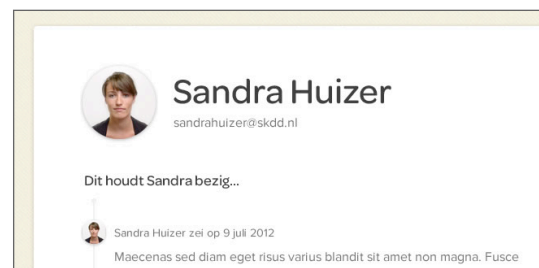 Sandra Huizer
sandrahuizer@skdd.nl
Dit houdt Sandra bezig...
Sandra Huizer zei op 9 juli 2012
Maecenas sed diam eget risus varius blandit sit amet non magna. Fusce